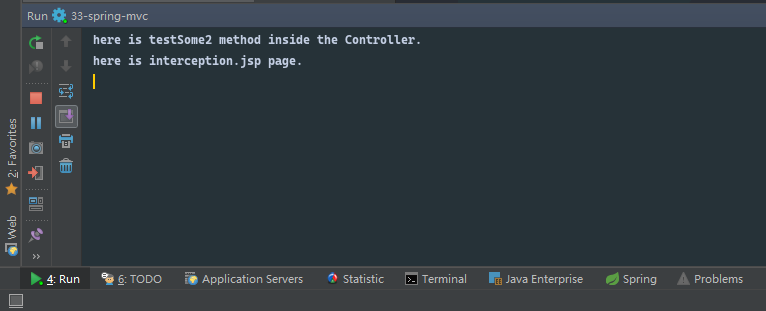 Run 33-spring-mvc
here is testSome2 method inside the Controller.
here is interception.jsp page.
2: Favorites
Web
4: Run 6: TODO Application Servers Statistic Terminal Java Enterprise Spring Problems